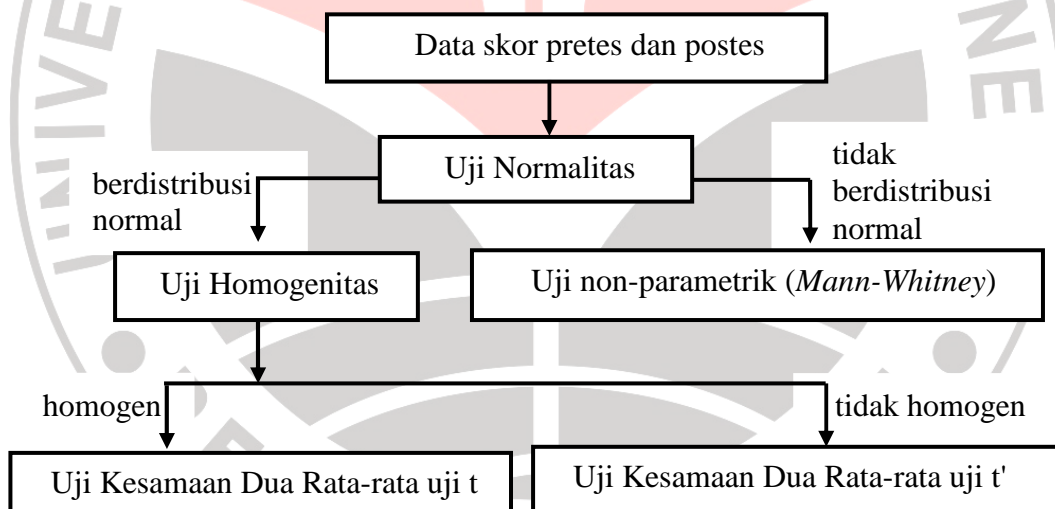 Data skor pretes dan postes
Uji Normalitas
berdistribusi
normal
tidak
berdistribusi
normal
Uji Homogenitas
Uji non-parametrik (Mann-Whitney)
homogen
tidak homogen
Uji Kesamaan Dua Rata-rata uji t
Uji Kesamaan Dua Rata-rata uji t'